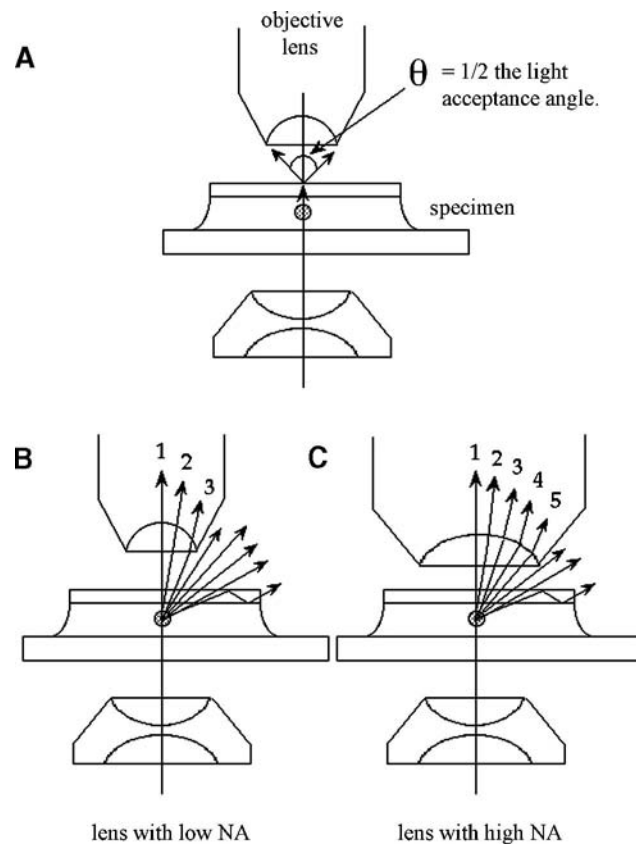 A
objective
lens
θ = 1/2 the light
acceptance angle.
specimen
B
1
2
3
C
1
2
3
4
5
lens with low NA
lens with high NA